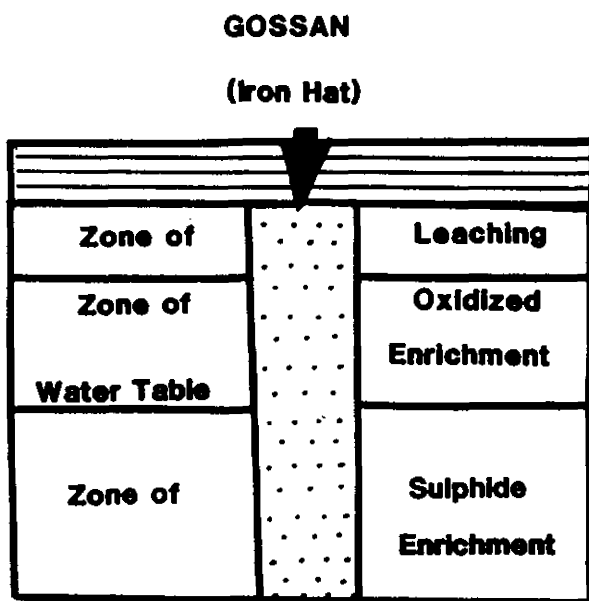 GOSSAN
(Iron Hat)
Zone of Leaching
Zone of Oxidized
Enrichment
Water Table
Zone of Sulphide
Enrichment